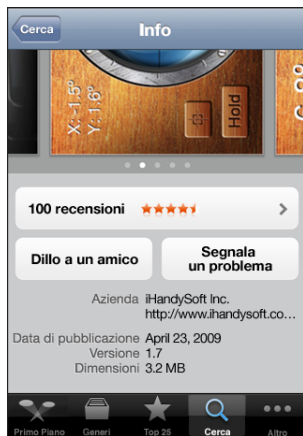 Cerca
Info
X:-1.5°
Y: 1.6°
Hold
100 recensioni
Dillo a un amico
Segnala
un problema
Azienda iHandySoft Inc.
http://www.ihandysoft.co...
Data di pubblicazione April 23, 2009
Versione 1.7
Dimensioni 3.2 MB
Primo Piano Generi Top 25 Cerca Altro